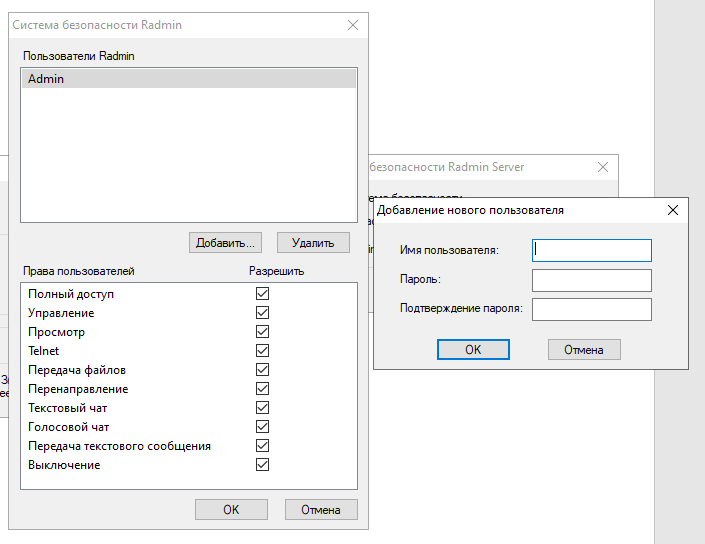 Система безопасности Radmin
Пользователи Radmin
Admin
Добавить...
Удалить
Права пользователей
Разрешить
Полный доступ
Управление
Просмотр
Telnet
Передача файлов
Перенаправление
Текстовый чат
Голосовой чат
Передача текстового сообщения
Выключение
OK
Отмена
безопасности Radmin Server
безопасности
Добавление нового пользователя
Имя пользователя:
Пароль:
Подтверждение пароля:
OK
Отмена